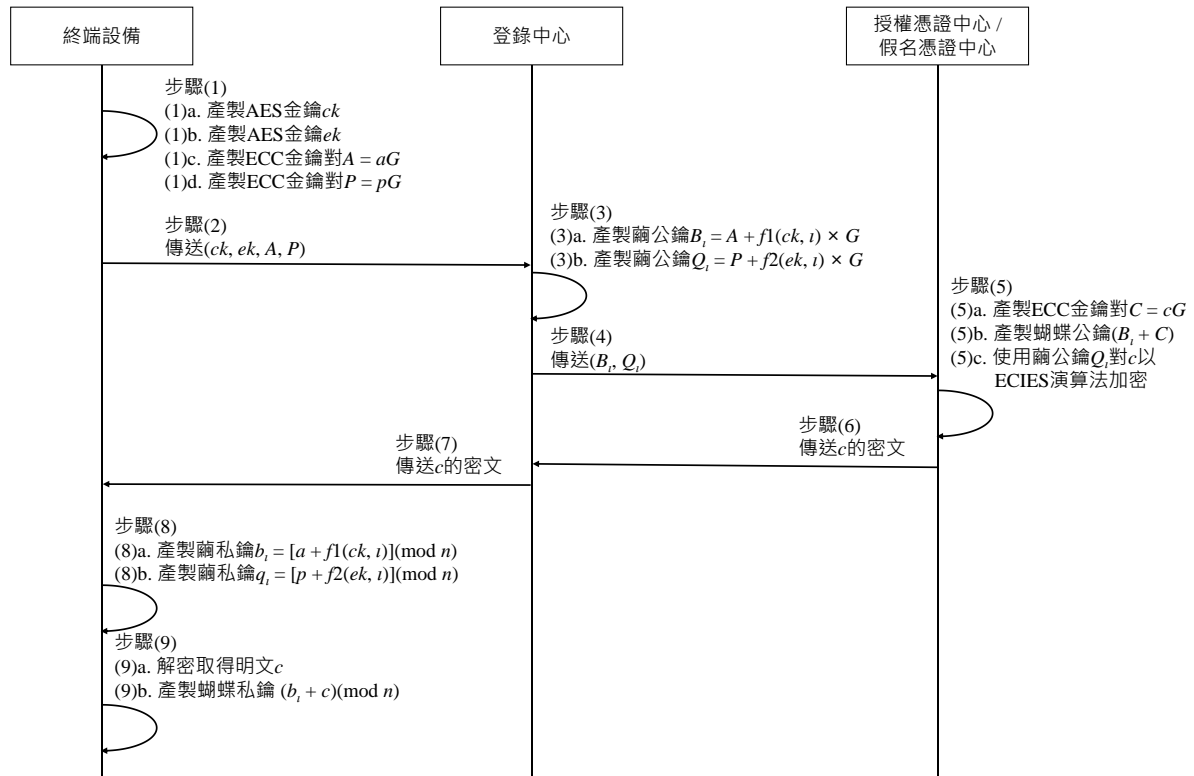 終端設備
登錄中心
授權憑證中心 /
假名憑證中心
步驟(1)
(1)a. 產製AES金鑰ck
(1)b. 產製AES金鑰ek
(1)c. 產製ECC金鑰對A = aG
(1)d. 產製ECC金鑰對P = pG
步驟(2)
傳送(ck, ek, A, P)
步驟(3)
(3)a. 產製繭公鑰Bι = A + f1(ck, ι) × G
(3)b. 產製繭公鑰Qι = P + f2(ek, ι) × G
步驟(4)
傳送(Bι, Qι)
步驟(5)
(5)a. 產製ECC金鑰對C = cG
(5)b. 產製蝴蝶公鑰(Bι + C)
(5)c. 使用繭公鑰Qι對c以
ECIES演算法加密
步驟(6)
傳送c的密文
步驟(7)
傳送c的密文
步驟(8)
(8)a. 產製繭私鑰bι = [a + f1(ck, ι)](mod n)
(8)b. 產製繭私鑰qι = [p + f2(ek, ι)](mod n)
步驟(9)
(9)a. 解密取得明文c
(9)b. 產製蝴蝶私鑰 (bι + c)(mod n)